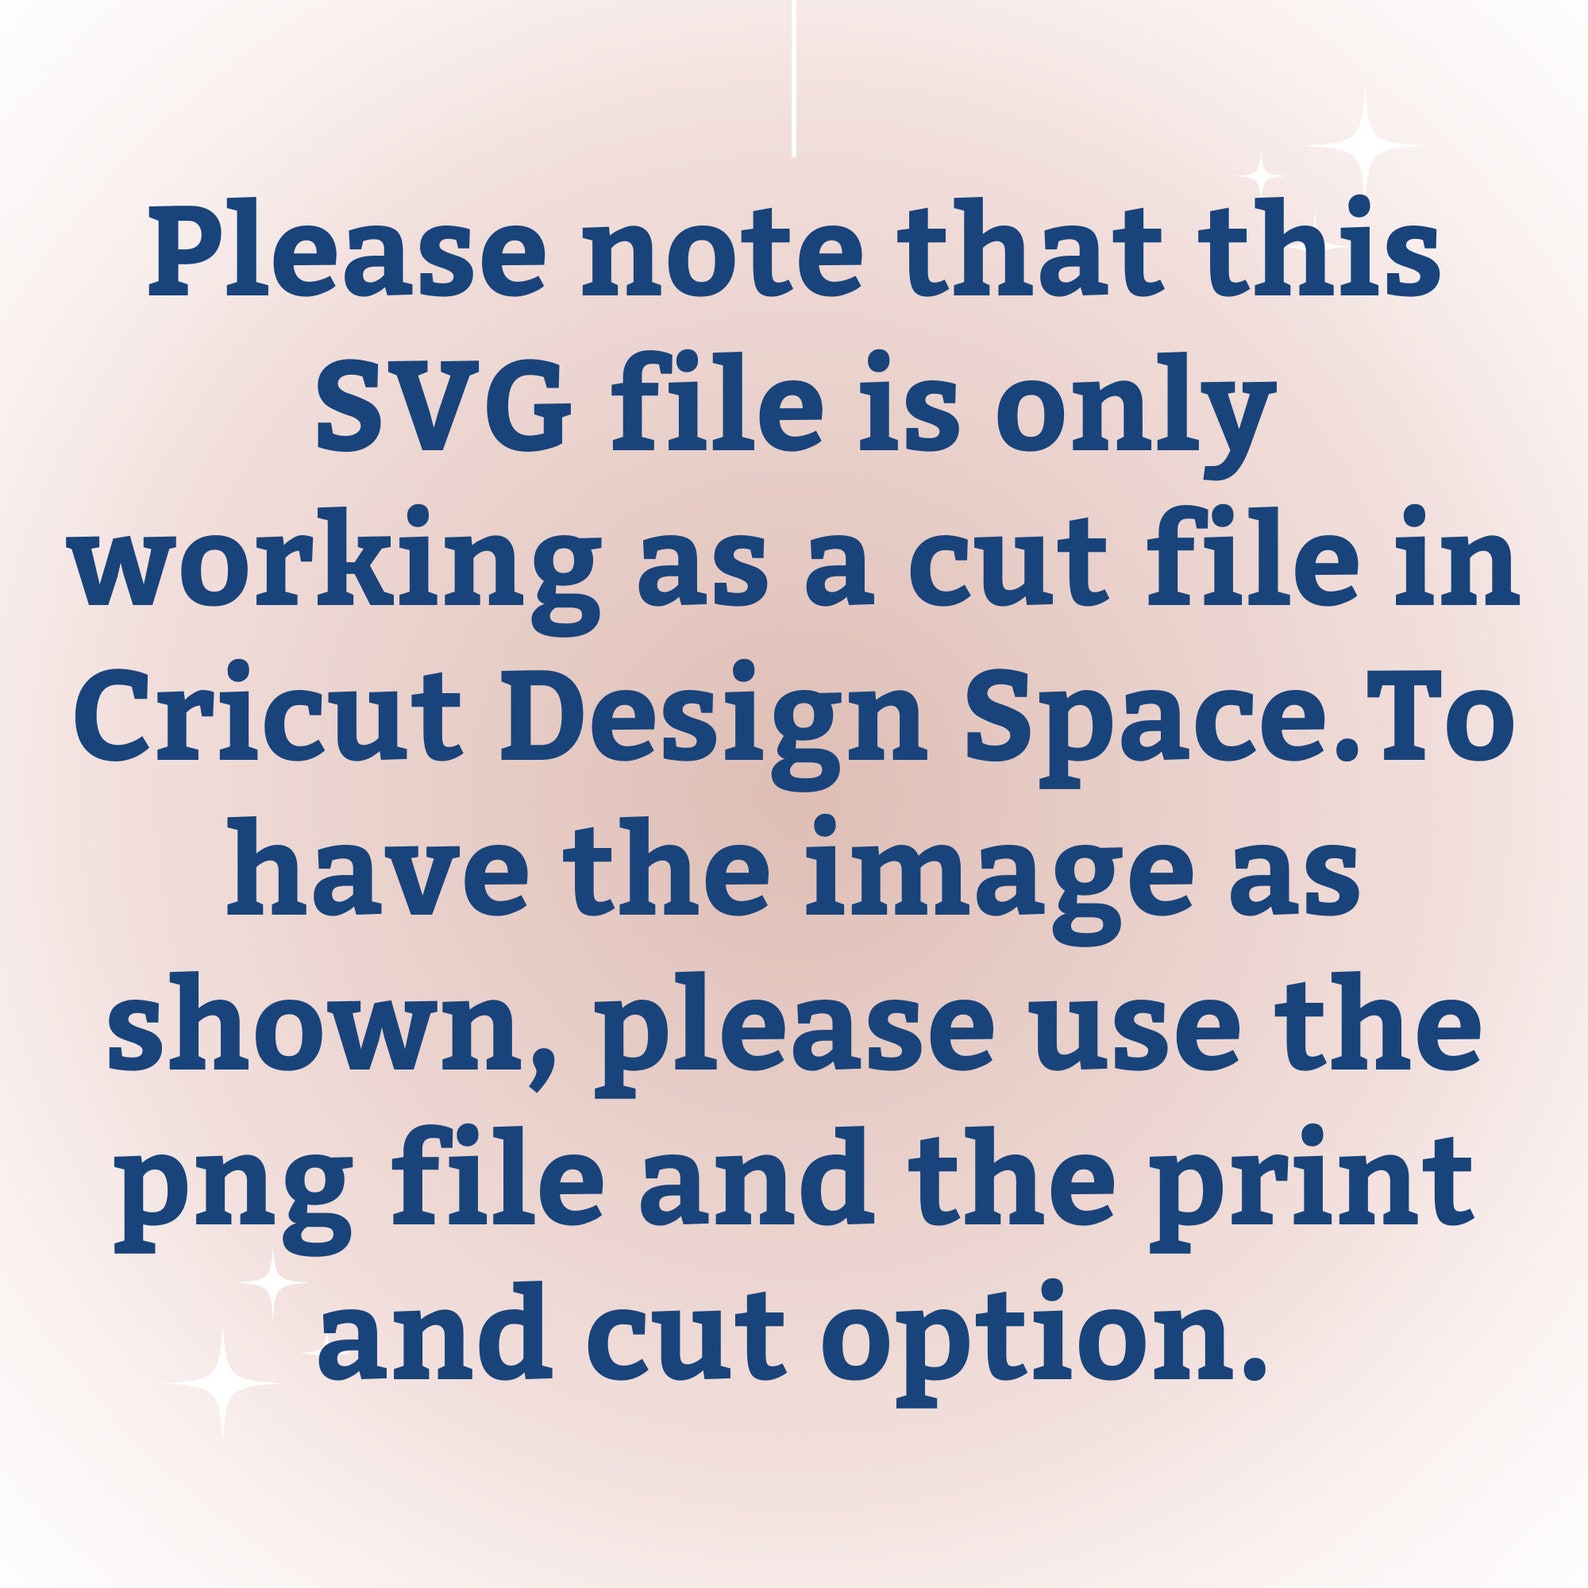 Please note that this
SVG file is only
working as a cut file in
Cricut Design Space.To
have the image as
shown, please use the
png file and the print
and cut option.